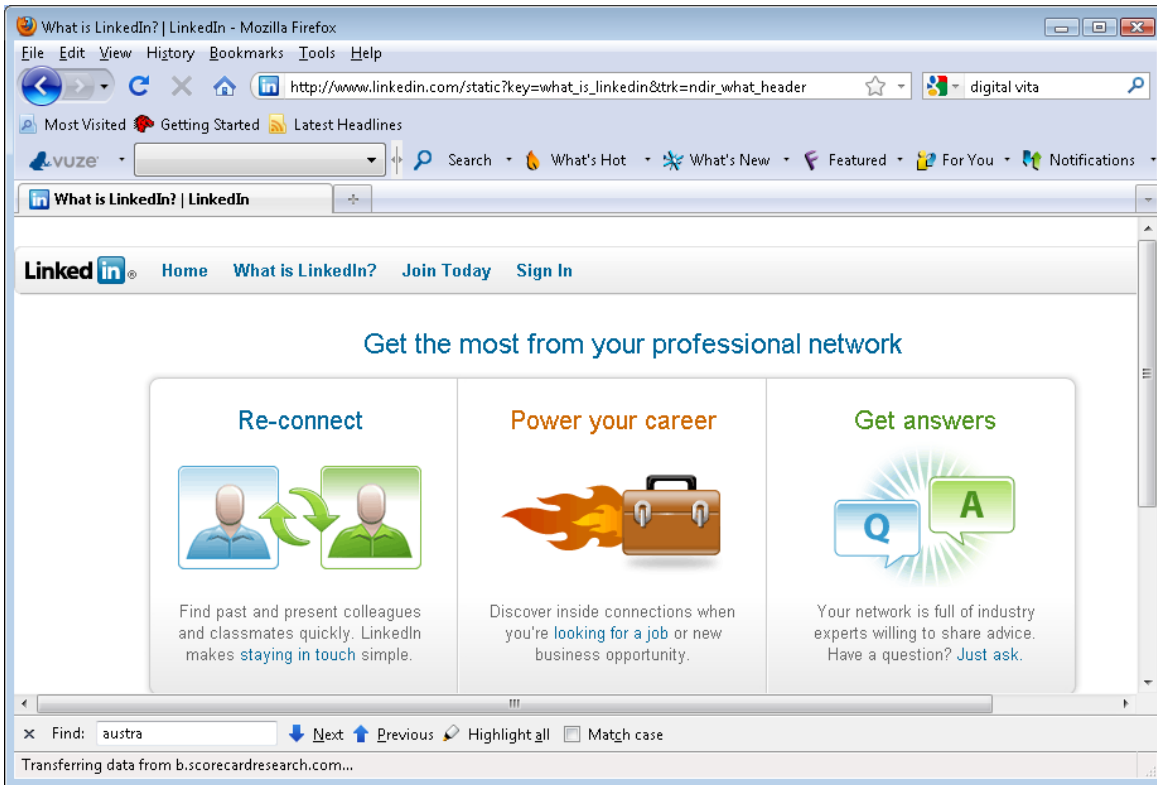 What is LinkedIn? | LinkedIn - Mozilla Firefox
File Edit View History Bookmarks Tools Help
in http://www.linkedin.com/static?key=what_is_linkedin&trk=ndir_what_header digital vita
Most Visited Getting Started Latest Headlines
vuze Search What's Hot What's New Featured For You Notifications
in What is LinkedIn? | LinkedIn
Linked in ® Home What is LinkedIn? Join Today Sign In
Get the most from your professional network
Re-connect
Find past and present colleagues
and classmates quickly. LinkedIn
makes staying in touch simple.
Power your career
Discover inside connections when
you're looking for a job or new
business opportunity.
Get answers
Q A
Your network is full of industry
experts willing to share advice.
Have a question? Just ask.
Find: austra Next Previous Highlight all Match case
Transferring data from b.scorecardresearch.com...